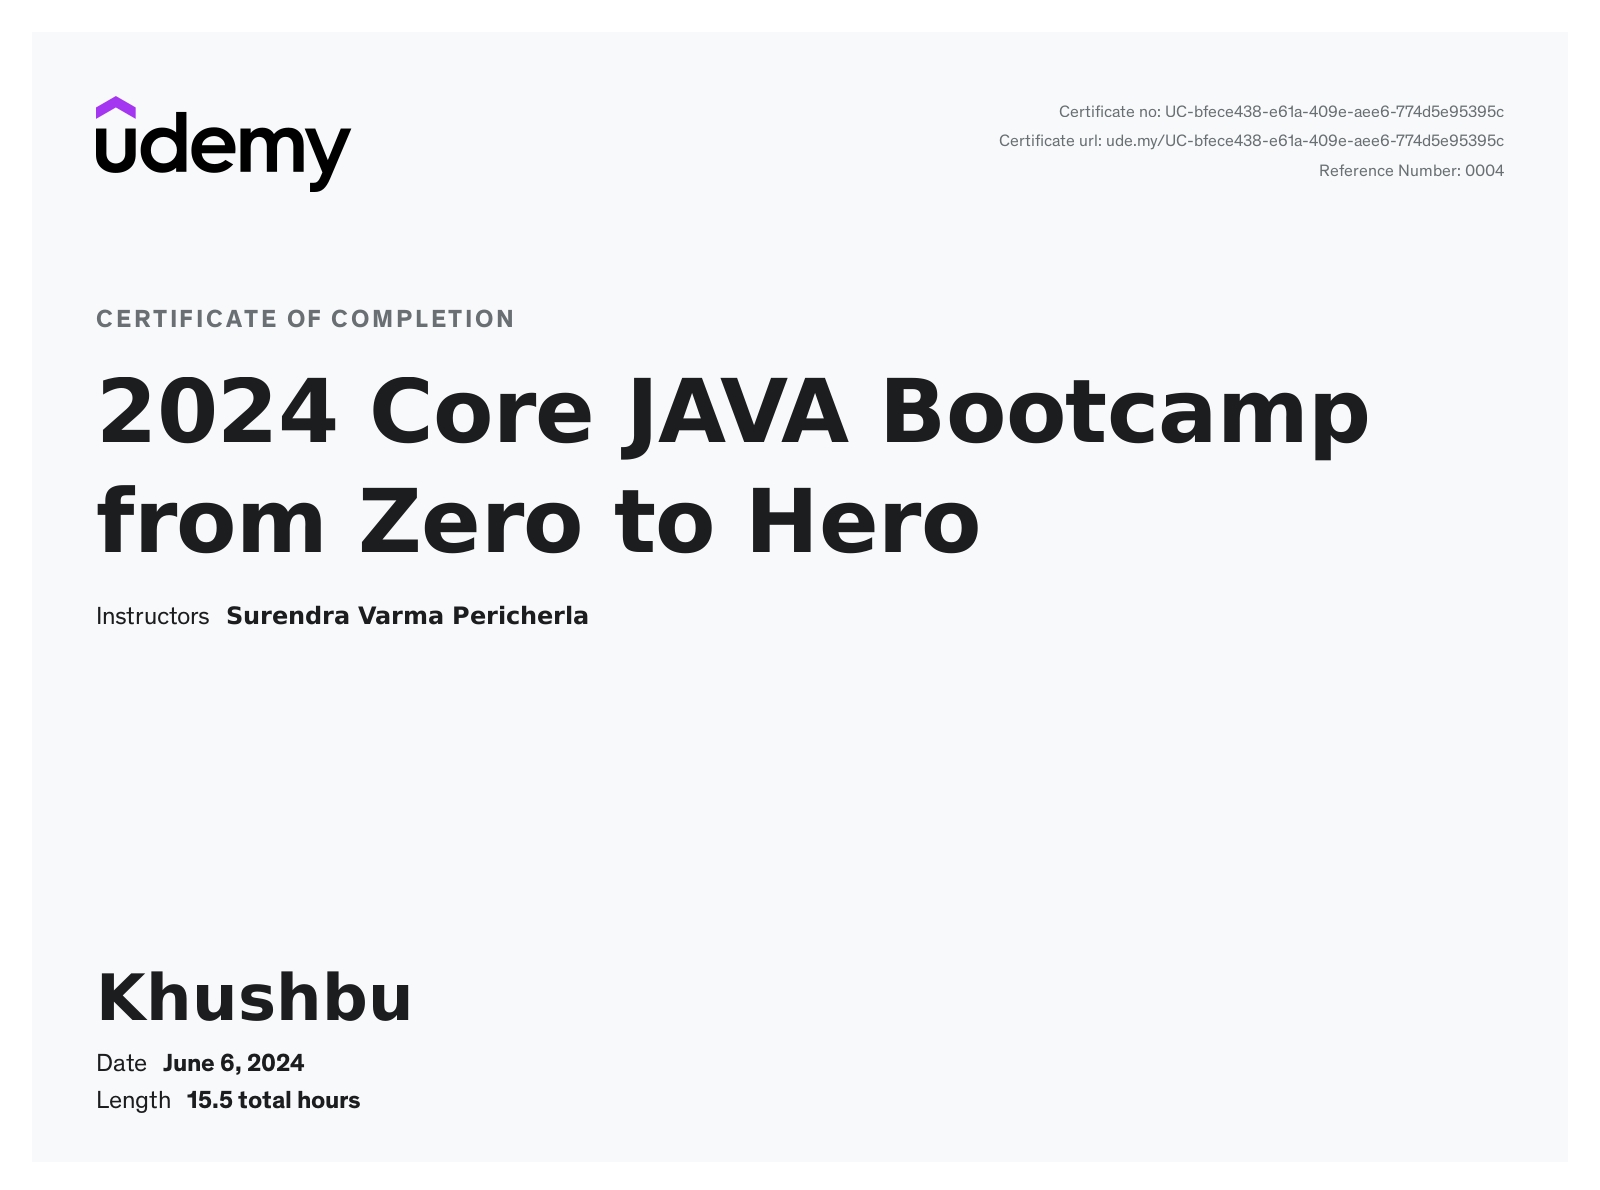 udemy
Certificate no: UC-bfece438-e61a-409e-aee6-774d5e95395c
Certificate url: ude.my/UC-bfece438-e61a-409e-aee6-774d5e95395c
Reference Number: 0004
CERTIFICATE OF COMPLETION
2024 Core JAVA Bootcamp
from Zero to Hero
Instructors Surendra Varma Pericherla
Khushbu
Date June 6, 2024
Length 15.5 total hours